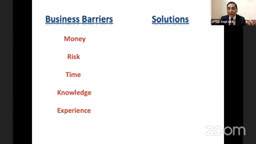 Business Barriers
Solutions
Money
Risk
Time
Knowledge
Experience
zoom